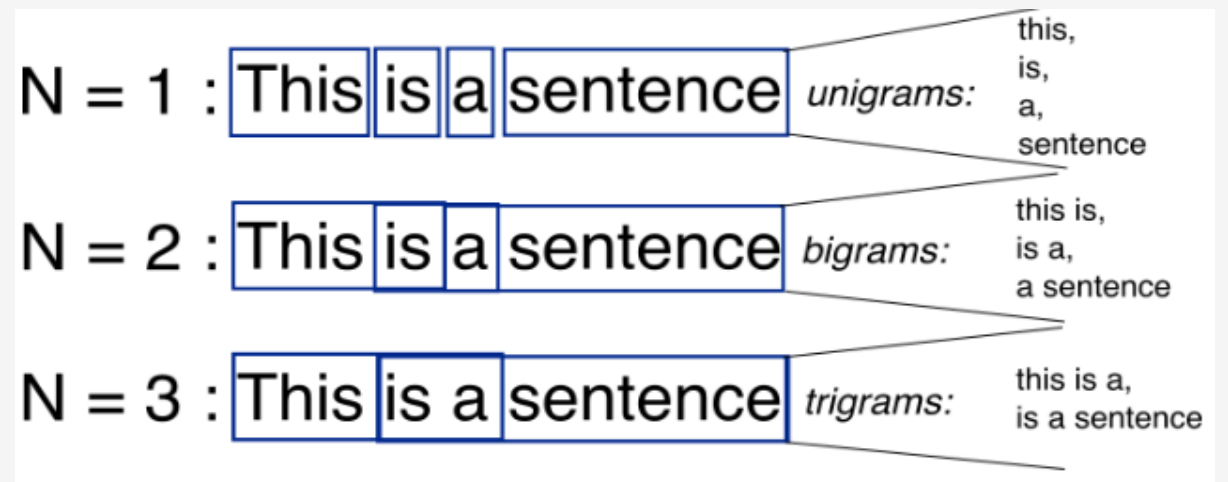 N = 1 : This is a sentence unigrams:
this,
is,
a,
sentence
N = 2 : This is a sentence bigrams:
this is,
is a,
a sentence
N = 3 : This is a sentence trigrams:
this is a,
is a sentence